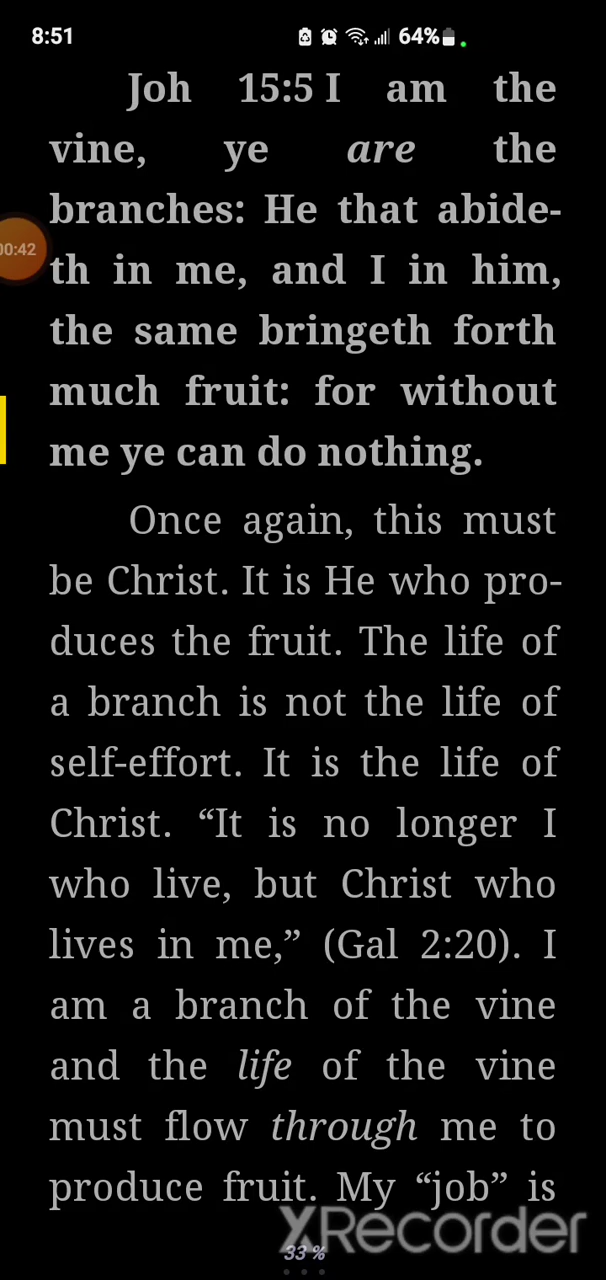 8:51 64%
Joh 15:5 I am the
vine, ye are the
branches: He that abide-
00:42
th in me, and I in him,
the same bringeth forth
much fruit: for without
me ye can do nothing.
Once again, this must
be Christ. It is He who pro-
duces the fruit. The life of
a branch is not the life of
self-effort. It is the life of
Christ. “It is no longer I
who live, but Christ who
lives in me,” (Gal 2:20). I
am a branch of the vine
and the life of the vine
must flow through me to
produce fruit. My “job” is
XRecorder
33 %